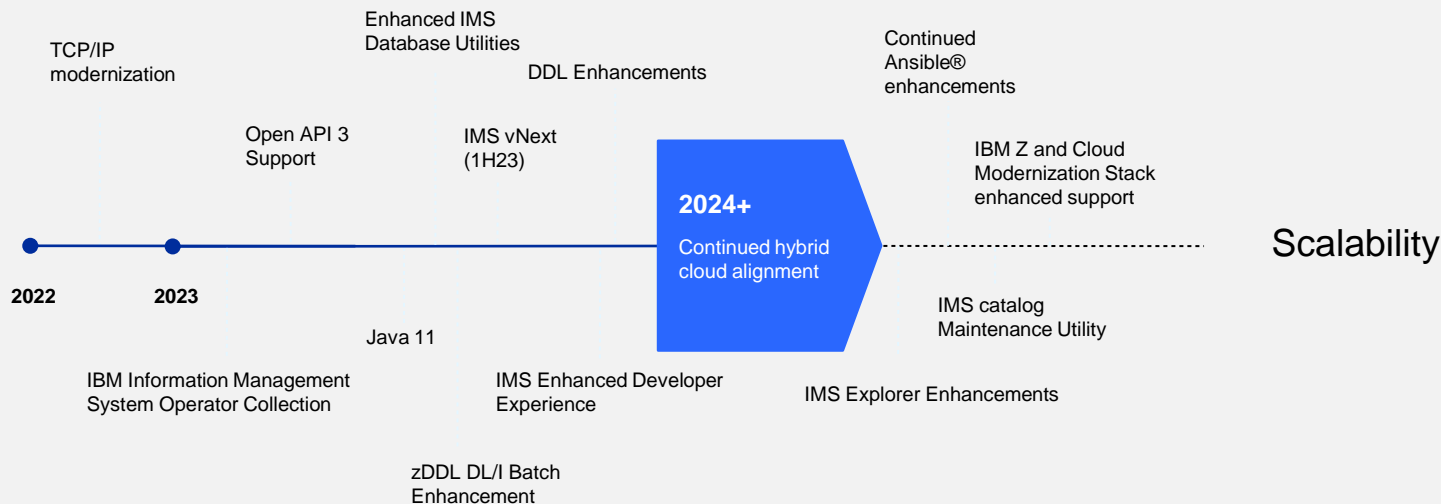 Enhanced IMS
Database Utilities
TCP/IP
modernization
Continued
Ansible®
enhancements
DDL Enhancements
Open API 3
Support
IMS vNext
(1H23)
IBM Z and Cloud
Modernization Stack
enhanced support
2024+
Continued hybrid
cloud alignment
Scalability
2022
2023
IMS catalog
Maintenance Utility
Java 11
IBM Information Management
System Operator Collection
IMS Enhanced Developer
Experience
IMS Explorer Enhancements
zDDL DL/I Batch
Enhancement